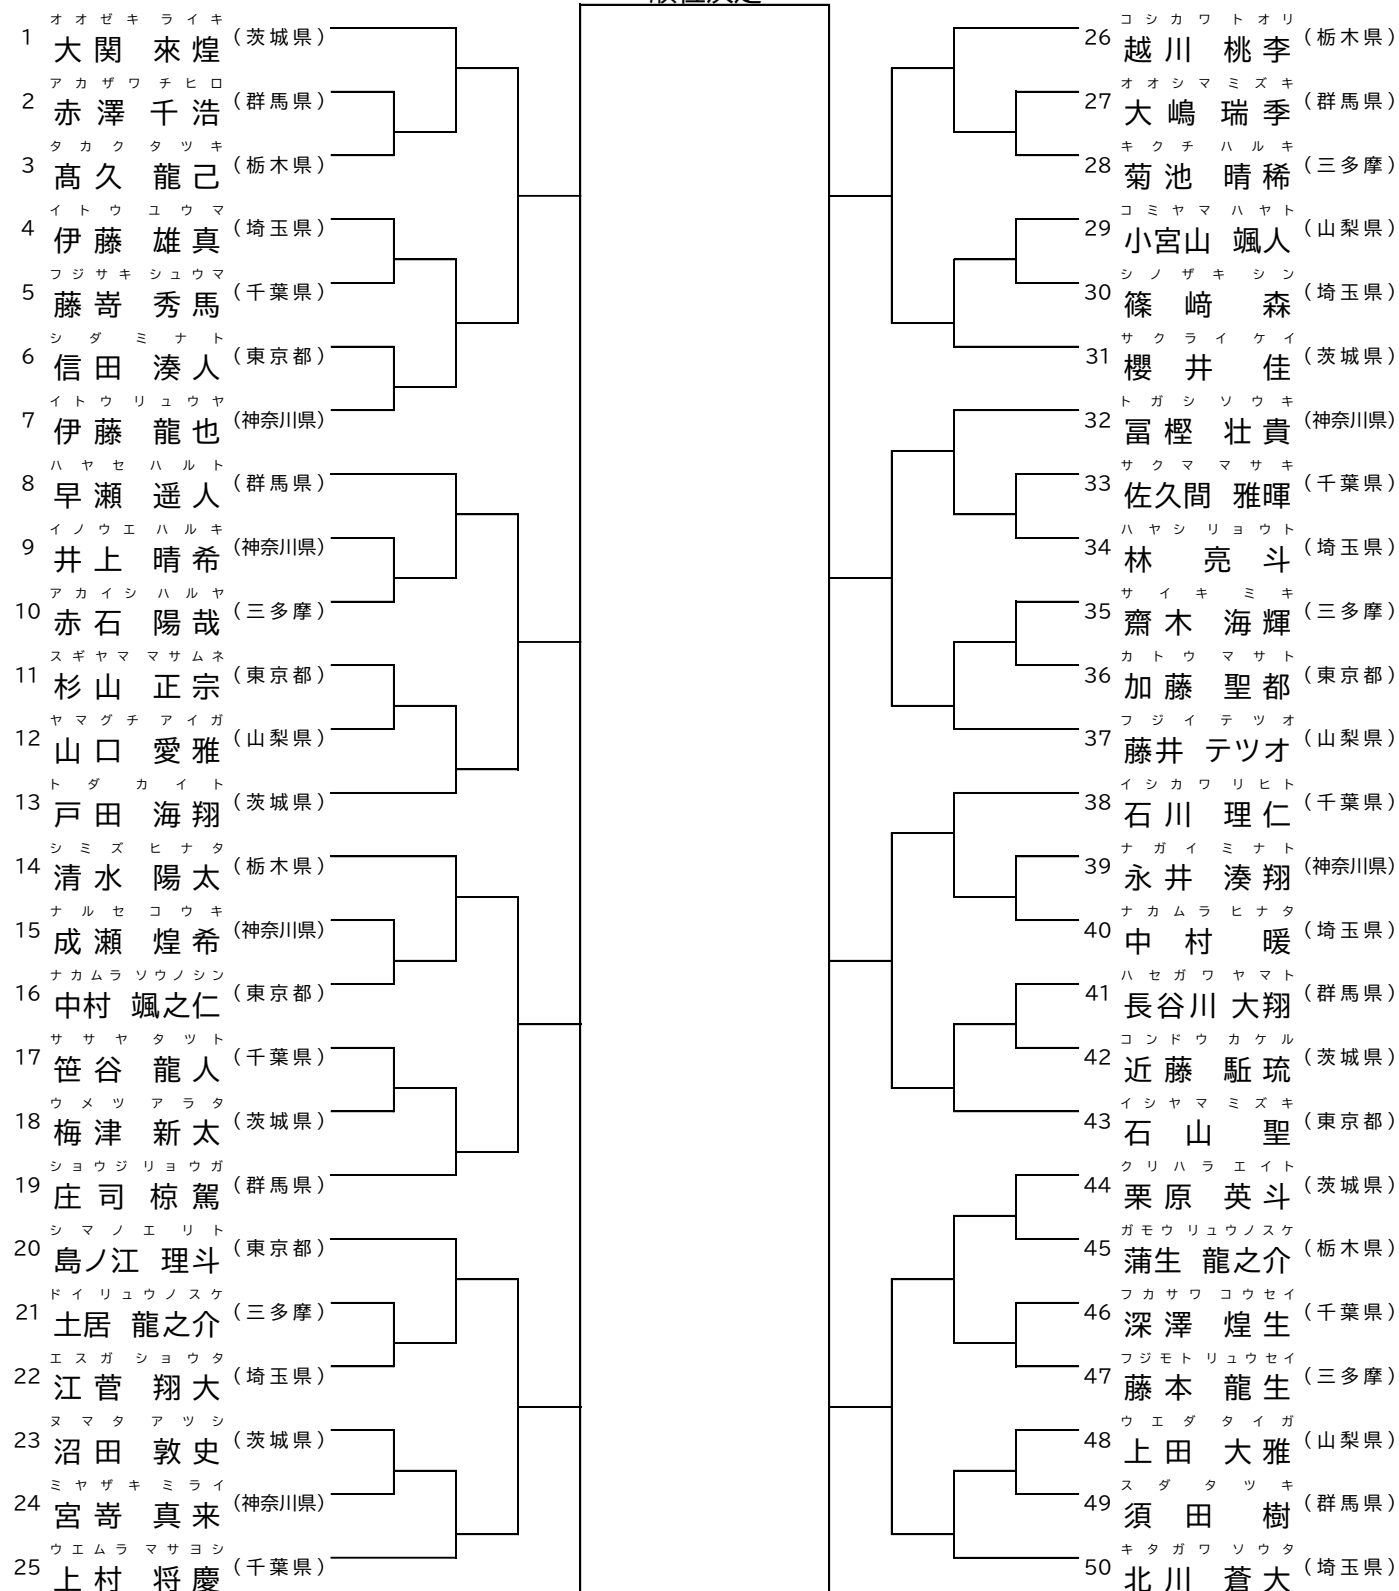 順位決定
オオゼキ ライキ
1 大関 來煌 (茨城県)
アカザワ チヒロ
2 赤澤 千浩 (群馬県)
タカク タツキ
3 髙久 龍己 (栃木県)
イトウ ユウマ
4 伊藤 雄真 (埼玉県)
フジサキ シュウマ
5 藤嵜 秀馬 (千葉県)
シダ ミナト
6 信田 湊人 (東京都)
イトウ リュウヤ
7 伊藤 龍也 (神奈川県)
ハヤセ ハルト
8 早瀬 遥人 (群馬県)
イノウエ ハルキ
9 井上 晴希 (神奈川県)
アカイシ ハルヤ
10 赤石 陽哉 (三多摩)
スギヤマ マサムネ
11 杉山 正宗 (東京都)
ヤマグチ アイガ
12 山口 愛雅 (山梨県)
トダ カイト
13 戸田 海翔 (茨城県)
シミズ ヒナタ
14 清水 陽太 (栃木県)
ナルセ コウキ
15 成瀬 煌希 (神奈川県)
ナカムラ ソウノシン
16 中村 颯之仁 (東京都)
ササヤ タツト
17 笹谷 龍人 (千葉県)
ウメツ アラタ
18 梅津 新太 (茨城県)
ショウジ リョウガ
19 庄司 椋駕 (群馬県)
シマノエ リト
20 島ノ江 理斗 (東京都)
ドイ リュウノスケ
21 土居 龍之介 (三多摩)
エスガ ショウタ
22 江菅 翔大 (埼玉県)
ヌマタ アツシ
23 沼田 敦史 (茨城県)
ミヤザキ ミライ
24 宮嵜 真来 (神奈川県)
ウエムラ マサヨシ
25 上村 将慶 (千葉県)
コシカワ トオリ
26 越川 桃李 (栃木県)
オオシマ ミズキ
27 大嶋 瑞季 (群馬県)
キクチ ハルキ
28 菊池 晴稀 (三多摩)
コミヤマ ハヤト
29 小宮山 颯人 (山梨県)
シノザキ シン
30 篠﨑 森 (埼玉県)
サクライ ケイ
31 櫻井 佳 (茨城県)
トガシ ソウキ
32 冨樫 壮貴 (神奈川県)
サクマ マサキ
33 佐久間 雅暉 (千葉県)
ハヤシ リョウト
34 林 亮斗 (埼玉県)
サイキ ミキ
35 齋木 海輝 (三多摩)
カトウ マサト
36 加藤 聖都 (東京都)
フジイ テツオ
37 藤井 テツオ (山梨県)
イシカワ リヒト
38 石川 理仁 (千葉県)
ナガイ ミナト
39 永井 湊翔 (神奈川県)
ナカムラ ヒナタ
40 中村 暖 (埼玉県)
ハセガワ ヤマト
41 長谷川 大翔 (群馬県)
コンドウ カケル
42 近藤 駈琉 (茨城県)
イシヤマ ミズキ
43 石山 聖 (東京都)
クリハラ エイト
44 栗原 英斗 (茨城県)
ガモウ リュウノスケ
45 蒲生 龍之介 (栃木県)
フカサワ コウセイ
46 深澤 煌生 (千葉県)
フジモト リュウセイ
47 藤本 龍生 (三多摩)
ウエダ タイガ
48 上田 大雅 (山梨県)
スダ タツキ
49 須田 樹 (群馬県)
キタガワ ソウタ
50 北川 蒼大 (埼玉県)